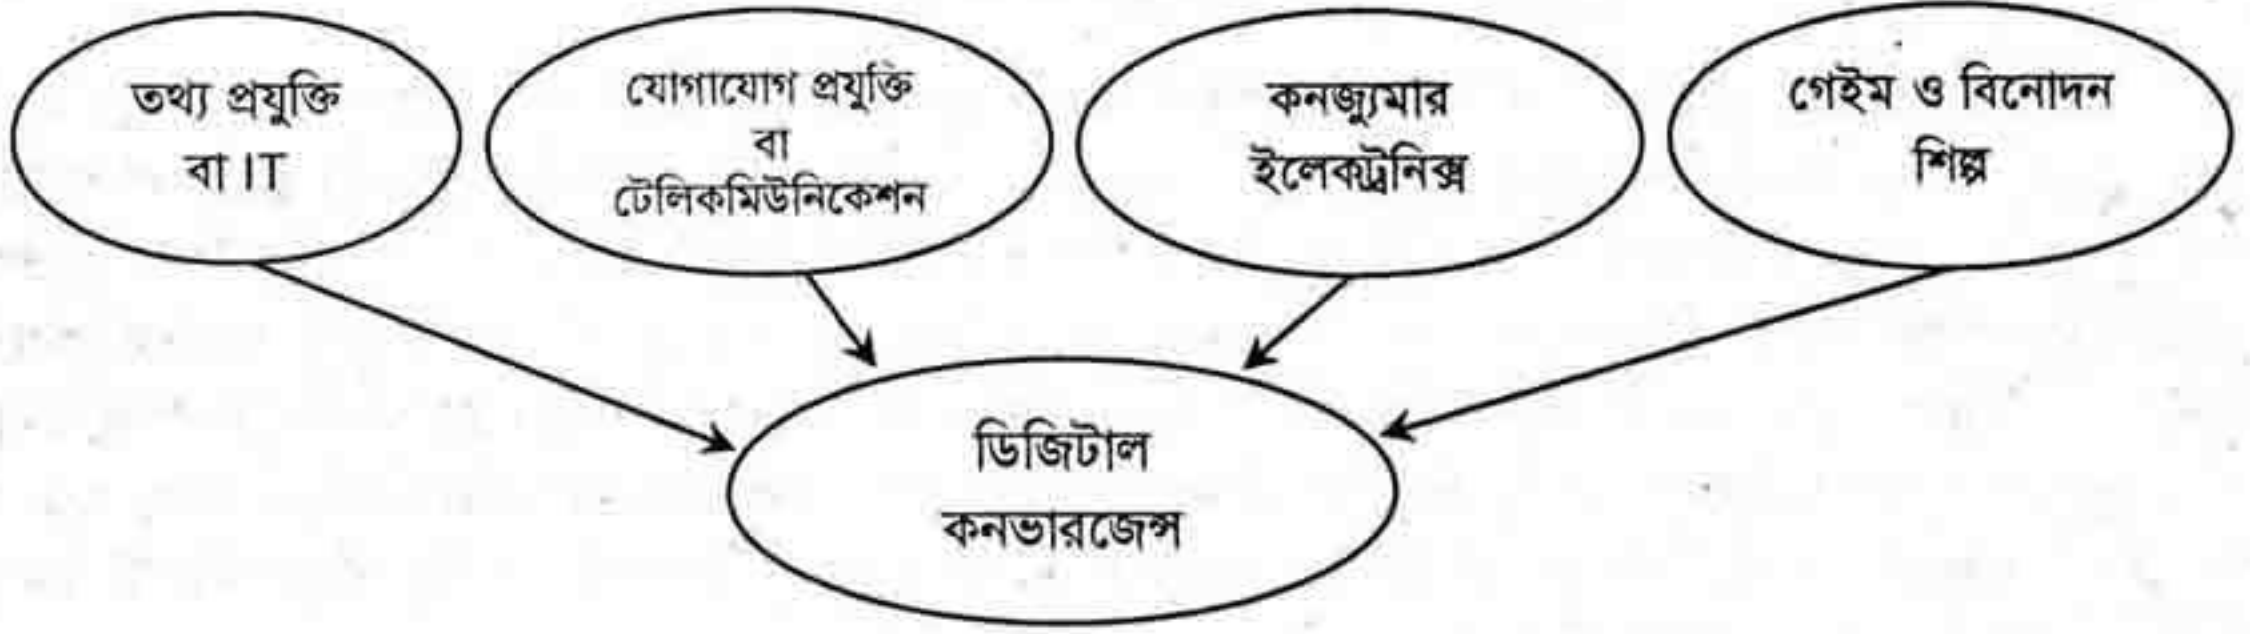 তথ্য প্রযুক্তি
বা IT
যোগাযোগ প্রযুক্তি
বা
টেলিকমিউনিকেশন
কনজ্যুমার
ইলেকট্রনিক্স
গেইম ও বিনোদন
শিল্প
ডিজিটাল
কনভারজেন্স